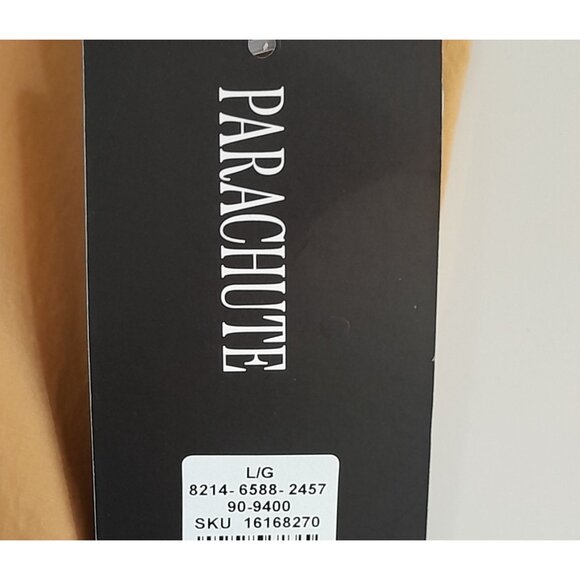 PARACHUTE
L/G
8214-6588-2457
90-9400
SKU 16168270